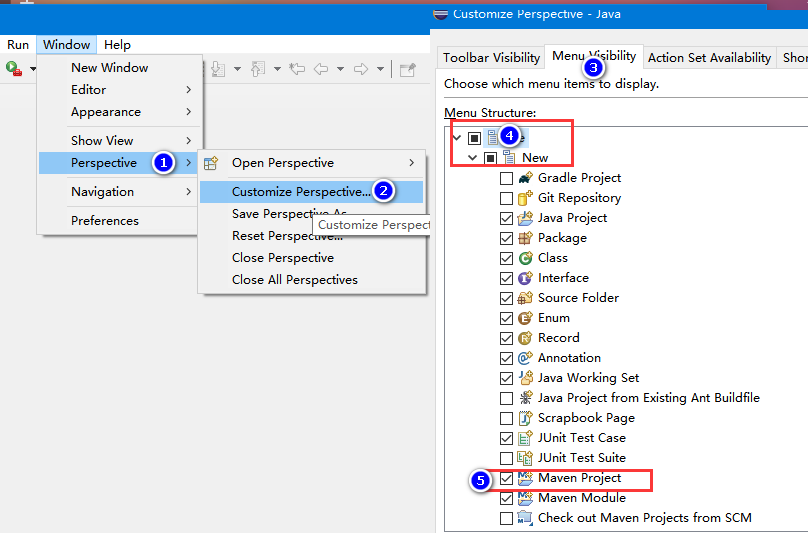 Run Window Help
New Window
Editor
Appearance
Show View
Perspective 1
Navigation
Preferences
Open Perspective
Customize Perspective... 2
Save Perspective As
Customize Perspect
Reset Perspective...
Close Perspective
Close All Perspectives
Customize Perspective - Java
Toolbar Visibility Menu Visibility Action Set Availability Shor
3
Choose which menu items to display.
Menu Structure:
4
New
Gradle Project
Git Repository
Java Project
Package
Class
Interface
Source Folder
Enum
Record
Annotation
Java Working Set
Java Project from Existing Ant Buildfile
Scrapbook Page
JUnit Test Case
JUnit Test Suite
5 Maven Project
Maven Module
Check out Maven Projects from SCM